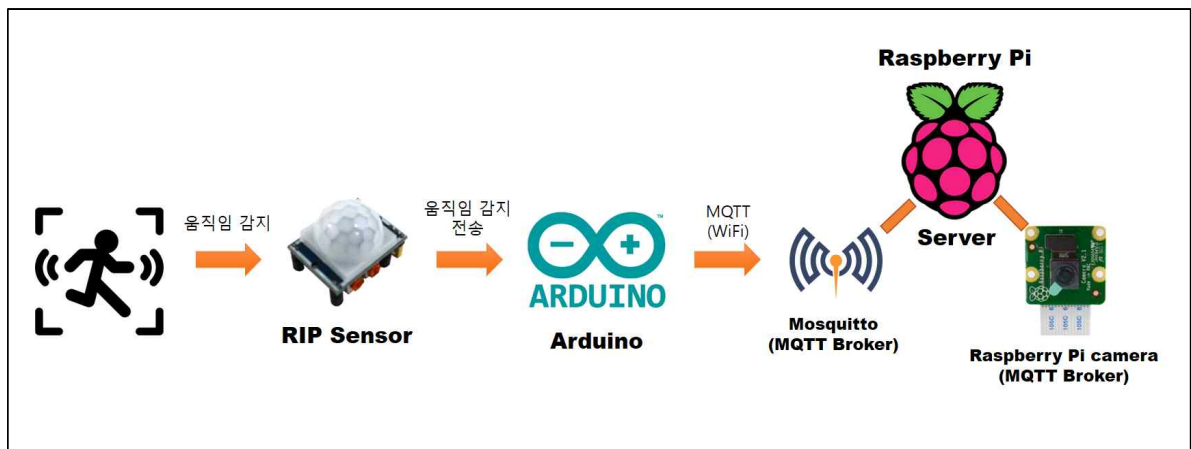 Raspberry Pi
움직임 감지
움직임 감지
전송
MQTT
(WiFi)
™
ARDUINO
Server
RIP Sensor
Arduino
Mosquitto
(MQTT Broker)
Raspberry Pi camera
(MQTT Broker)